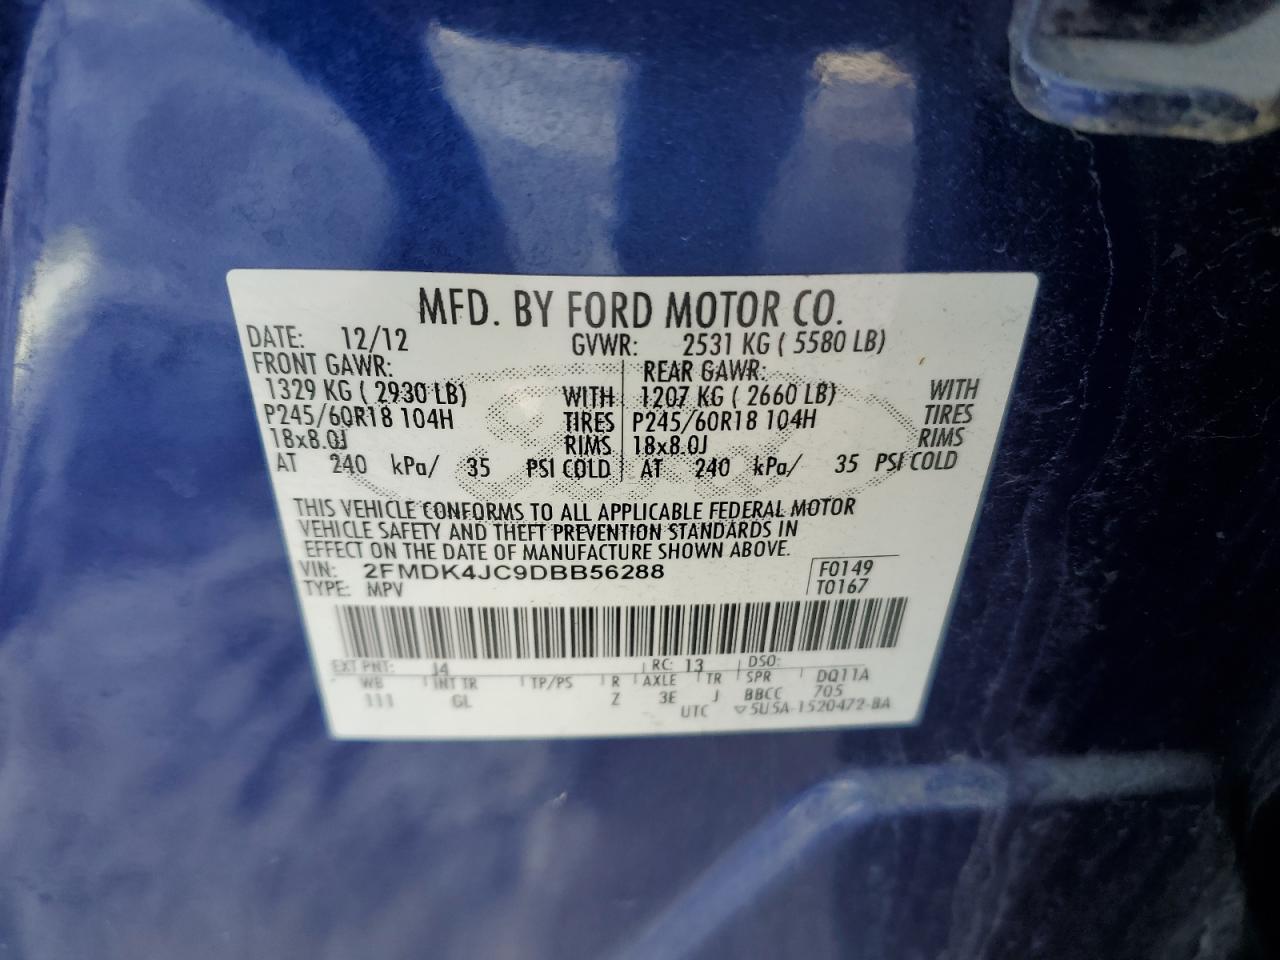 MFD. BY FORD MOTOR CO.
DATE: 12/12 GVWR: 2531 KG ( 5580 LB)
FRONT GAWR: REAR GAWR:
1329 KG ( 2930 LB) WITH 1207 KG ( 2660 LB) WITH
P245/60R18 104H TIRES P245/60R18 104H TIRES
18x8.0J RIMS 18x8.0J RIMS
AT 240 kPa/ 35 PSI COLD AT 240 kPa/ 35 PSI COLD
THIS VEHICLE CONFORMS TO ALL APPLICABLE FEDERAL MOTOR
VEHICLE SAFETY AND THEFT PREVENTION STANDARDS IN
EFFECT ON THE DATE OF MANUFACTURE SHOWN ABOVE.
VIN: 2FMDK4JC9DBB56288 F0149
TYPE: MPV T0167
EXT PNT: J4 RC: 13 DSO:
WB INT TR TP/PS R AXLE TR SPR DQ11A
111 GL Z 3E J BBCC 705
UTC ▽5U5A-1520472-BA